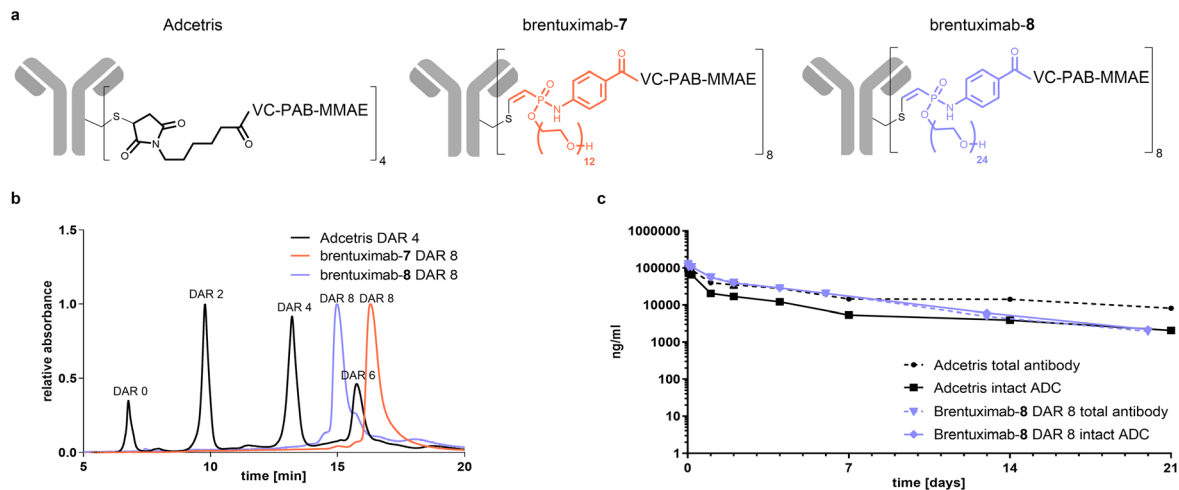 a
Adcetris
brentuximab-7
brentuximab-8
S
O
N
O
O
VC-PAB-MMAE
4
S
P
O
N
H
O
O
O
H
12
VC-PAB-MMAE
8
S
P
O
N
H
O
O
O
H
24
VC-PAB-MMAE
8
b
relative absorbance
1.5
1.0
0.5
0.0
5
10
15
20
time [min]
Adcetris DAR 4
brentuximab-7 DAR 8
brentuximab-8 DAR 8
DAR 0
DAR 2
DAR 4
DAR 8
DAR 8
DAR 6
c
ng/ml
1000000
100000
10000
1000
100
10
1
0
7
14
21
time [days]
Adcetris total antibody
Adcetris intact ADC
Brentuximab-8 DAR 8 total antibody
Brentuximab-8 DAR 8 intact ADC